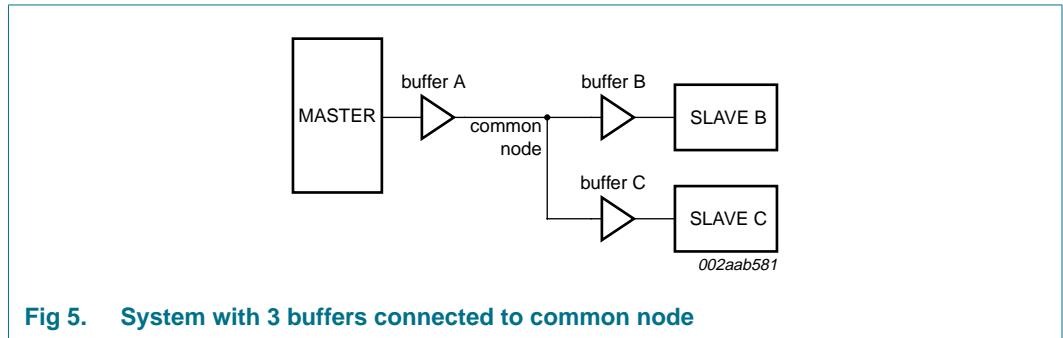 buffer A
buffer B
MASTER
SLAVE B
common
node
buffer C
SLAVE C
002aab581
Fig 5. System with 3 buffers connected to common node